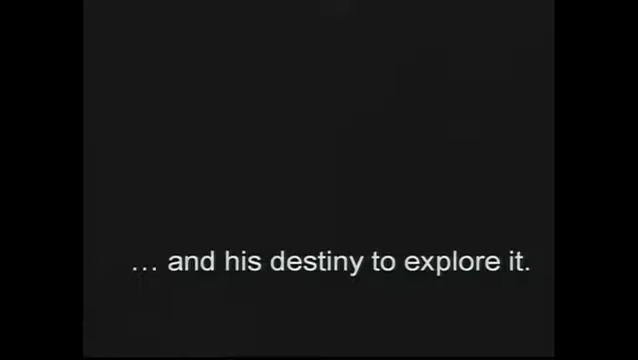 … and his destiny to explore it.